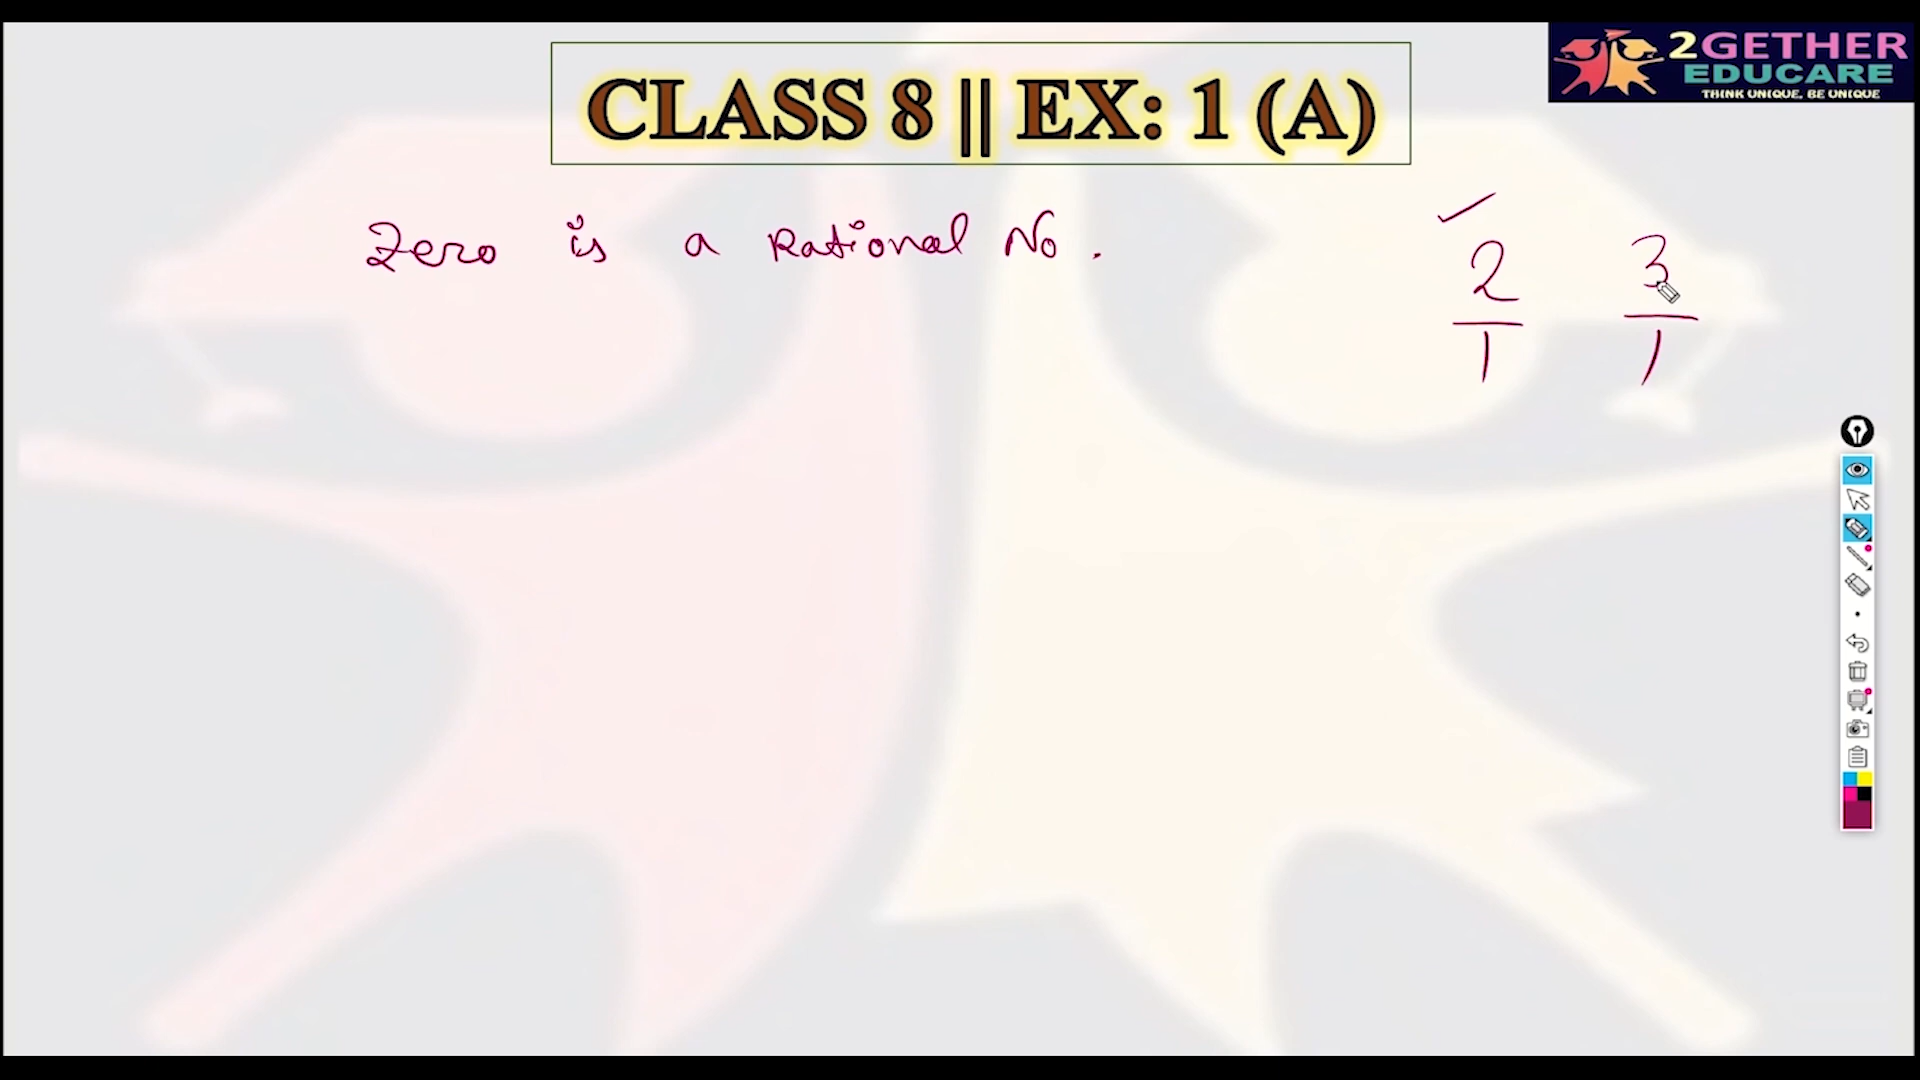 2GETHER
EDUCARE
THINK UNIQUE, BE UNIQUE
CLASS 8 || EX: 1 (A)
Zero is a Rational No.
2/1 3/1